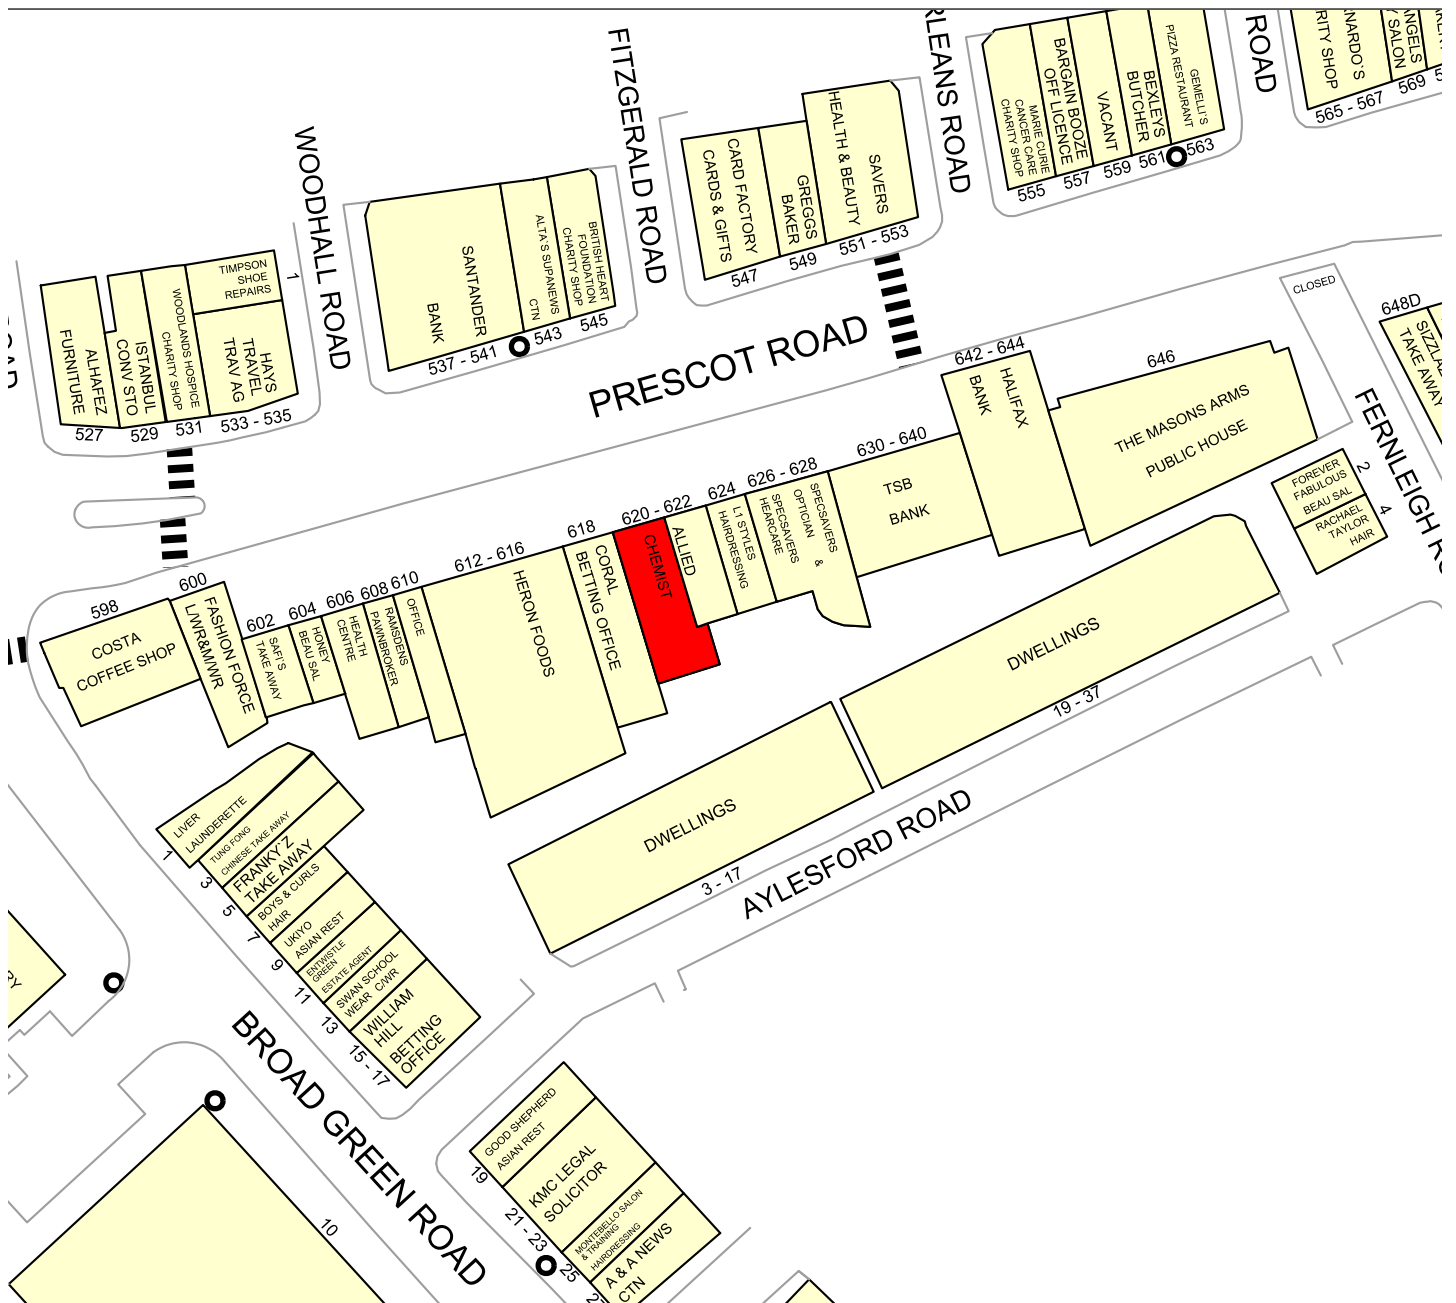 FITZGERALD ROAD
RLEANS ROAD
ROAD
WOODHALL ROAD
PRESCOT ROAD
FERNLEIGH R
AYLESFORD ROAD
BROAD GREEN ROAD
RITY SHOP
NARDO`S
ANGELS
Y SALON
565 - 567
569
MARIE CURIE
CANCER CARE
CHARITY SHOP
555
BARGAIN BOOZE
OFF LICENCE
557
VACANT
559
BEXLEYS
BUTCHER
561
GEMELLI'S
PIZZA RESTAURANT
563
CARD FACTORY
CARDS & GIFTS
547
GREGGS
BAKER
549
SAVERS
HEALTH & BEAUTY
551 - 553
SANTANDER
BANK
537 - 541
ALTA`S SUPANEWS
CTN
543
BRITISH HEART
FOUNDATION
CHARITY SHOP
545
ALHAFEZ
FURNITURE
527
ISTANBUL
CONV STO
529
WOODLANDS HOSPICE
CHARITY SHOP
531
TIMPSON
SHOE
REPAIRS
1
HAYS
TRAVEL
TRAV AG
533 - 535
CLOSED
648D
SIZZLA
TAKE AWAY
646
THE MASONS ARMS
PUBLIC HOUSE
642 - 644
HALIFAX
BANK
630 - 640
TSB
BANK
626 - 628
SPECSAVERS
OPTICIAN &
SPECSAVERS
HEARCARE
624
L1 STYLES
HAIRDRESSING
620 - 622
ALLIED
CHEMIST
618
CORAL
BETTING OFFICE
612 - 616
HERON FOODS
610
OFFICE
608
RAMSDENS
PAWNBROKER
606
HEALTH
CENTRE
604
HONEY
BEAU SAL
602
SAFI'S
TAKE AWAY
600
FASHION FORCE
L/WR&M/WR
598
COSTA
COFFEE SHOP
FOREVER
FABULOUS
BEAU SAL
2
RACHAEL
TAYLOR
HAIR
4
DWELLINGS
19 - 37
DWELLINGS
3 - 17
LIVER
LAUNDERETTE
1
TUNG FONG
CHINESE TAKE AWAY
3
FRANKY`Z
TAKE AWAY
5
BOYS & CURLS
HAIR
7
UKIYO
ASIAN REST
9
ENTWISTLE
GREEN
ESTATE AGENT
11
SWAN SCHOOL
WEAR C/WR
13
WILLIAM
HILL
BETTING
OFFICE
15 - 17
GOOD SHEPHERD
ASIAN REST
19
KMC LEGAL
SOLICITOR
21 - 23
MONTEBELLO SALON
& TRAINING
HAIRDRESSING
25
A & A NEWS
CTN
10
RY